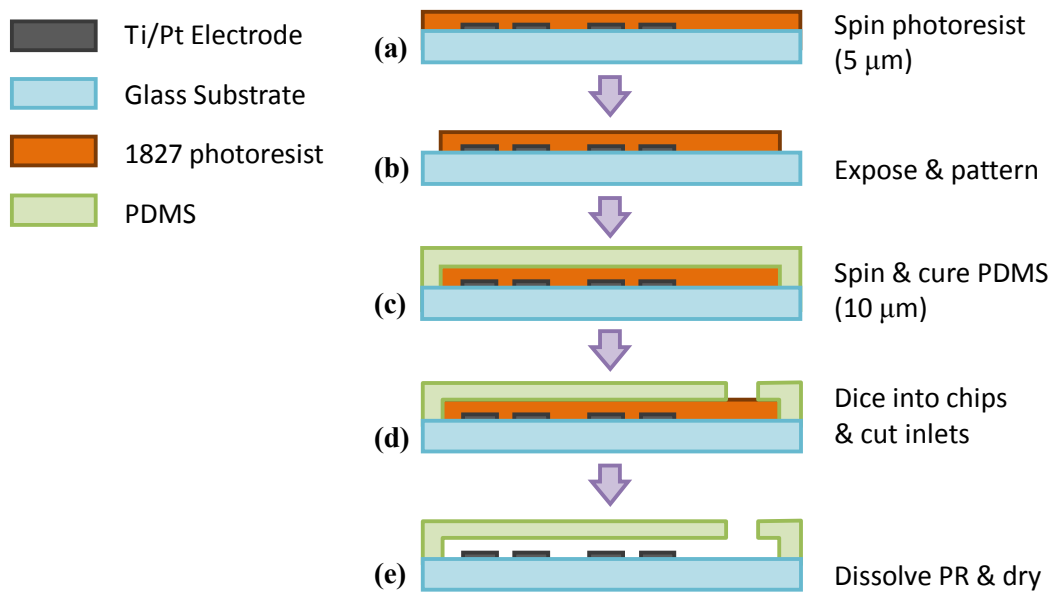 Ti/Pt Electrode
Glass Substrate
1827 photoresist
PDMS
(a)
Spin photoresist
(5 μm)
(b)
Expose & pattern
(c)
Spin & cure PDMS
(10 μm)
(d)
Dice into chips
& cut inlets
(e)
Dissolve PR & dry